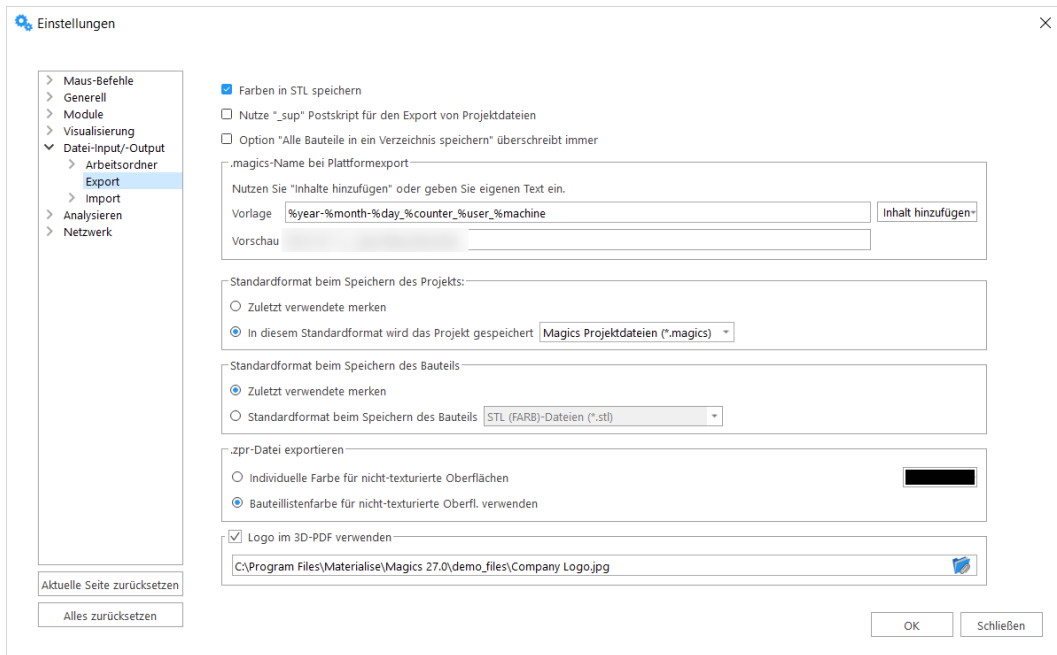 Einstellungen
Maus-Befehle
Generell
Module
Visualisierung
Datei-Input/-Output
Arbeitsordner
Export
Import
Analysieren
Netzwerk
Aktuelle Seite zurücksetzen
Alles zurücksetzen
Farben in STL speichern
Nutze "_sup" Postskript für den Export von Projektdateien
Option "Alle Bauteile in ein Verzeichnis speichern" überschreibt immer
.magics-Name bei Plattformexport
Nutzen Sie "Inhalte hinzufügen" oder geben Sie eigenen Text ein.
Vorlage %year-%month-%day_%counter_%user_%machine Inhalt hinzufügen
Vorschau
Standardformat beim Speichern des Projekts:
Zuletzt verwendete merken
In diesem Standardformat wird das Projekt gespeichert Magics Projektdateien (*.magics)
Standardformat beim Speichern des Bauteils
Zuletzt verwendete merken
Standardformat beim Speichern des Bauteils STL (FARB)-Dateien (*.stl)
.zpr-Datei exportieren
Individuelle Farbe für nicht-texturierte Oberflächen
Bauteillistenfarbe für nicht-texturierte Oberfl. verwenden
Logo im 3D-PDF verwenden
C:\Program Files\Materialise\Magics 27.0\demo_files\Company Logo.jpg
OK Schließen